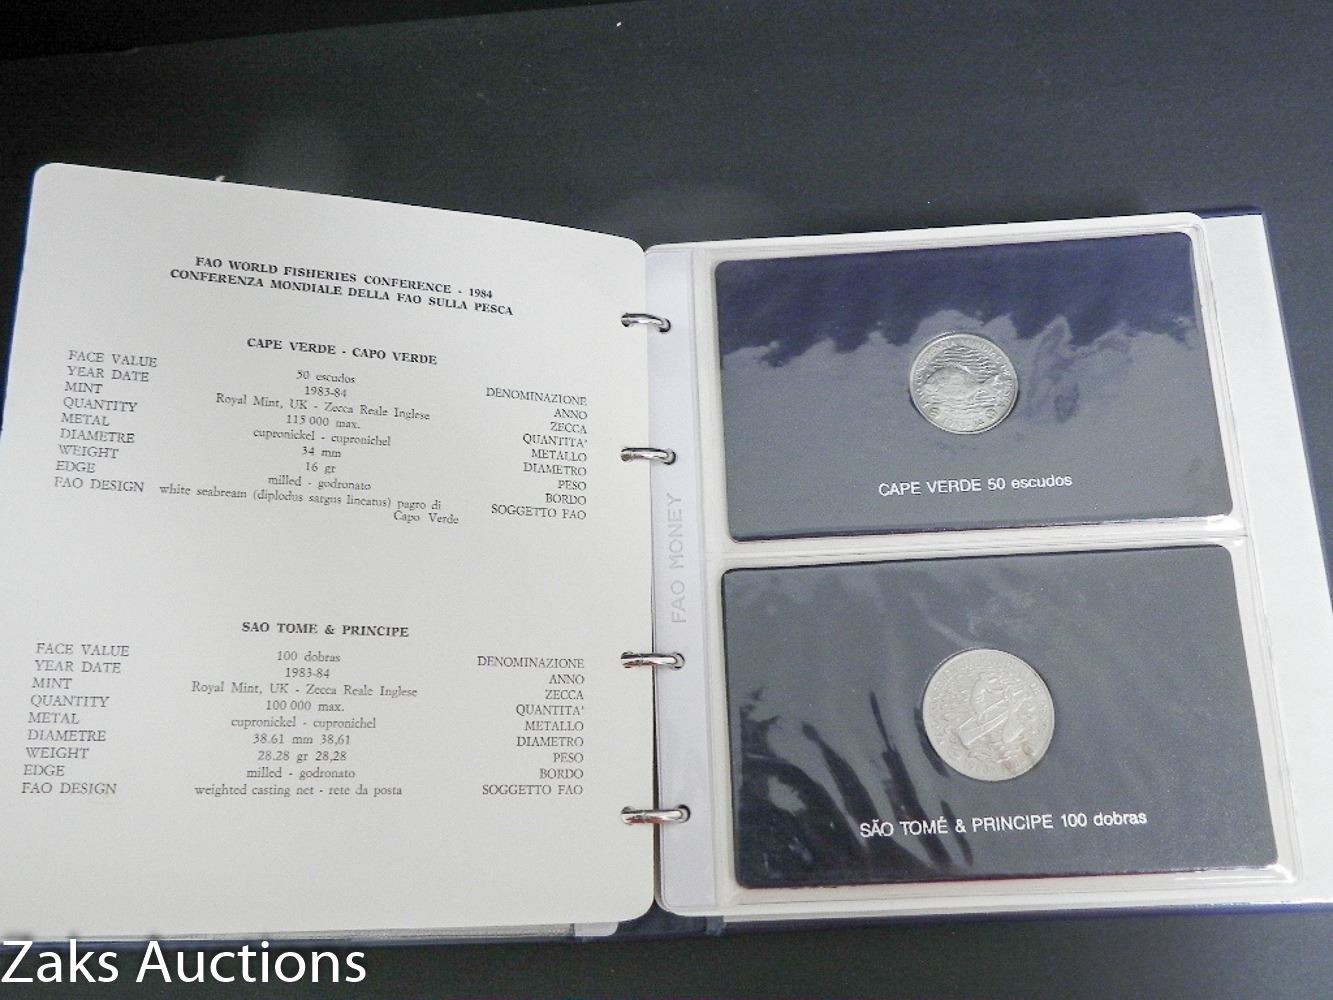 FAO WORLD FISHERIES CONFERENCE - 1984
CONFERENZA MONDIALE DELLA FAO SULLA PESCA
CAPE VERDE - CAPO VERDE
FACE VALUE 50 escudos DENOMINAZIONE
YEAR DATE 1983-84 ANNO
MINT Royal Mint, UK - Zecca Reale Inglese ZECCA
QUANTITY 115 000 max. QUANTITA'
METAL cupronickel - cupronichel METALLO
DIAMETRE 34 mm DIAMETRO
WEIGHT 16 gr PESO
EDGE milled - godronato BORDO
FAO DESIGN white seabream (diplodus sargus lineatus) pagro di SOGGETTO FAO
Capo Verde
SAO TOME & PRINCIPE
FACE VALUE 100 dobras DENOMINAZIONE
YEAR DATE 1983-84 ANNO
MINT Royal Mint, UK - Zecca Reale Inglese ZECCA
QUANTITY 100 000 max. QUANTITA'
METAL cupronickel - cupronichel METALLO
DIAMETRE 38.61 mm 38,61 DIAMETRO
WEIGHT 28.28 gr 28,28 PESO
EDGE milled - godronato BORDO
FAO DESIGN weighted casting net - rete da posta SOGGETTO FAO
FAO MONEY
CAPE VERDE 50 escudos
SÃO TOMÉ & PRINCIPE 100 dobras
Zaks Auctions